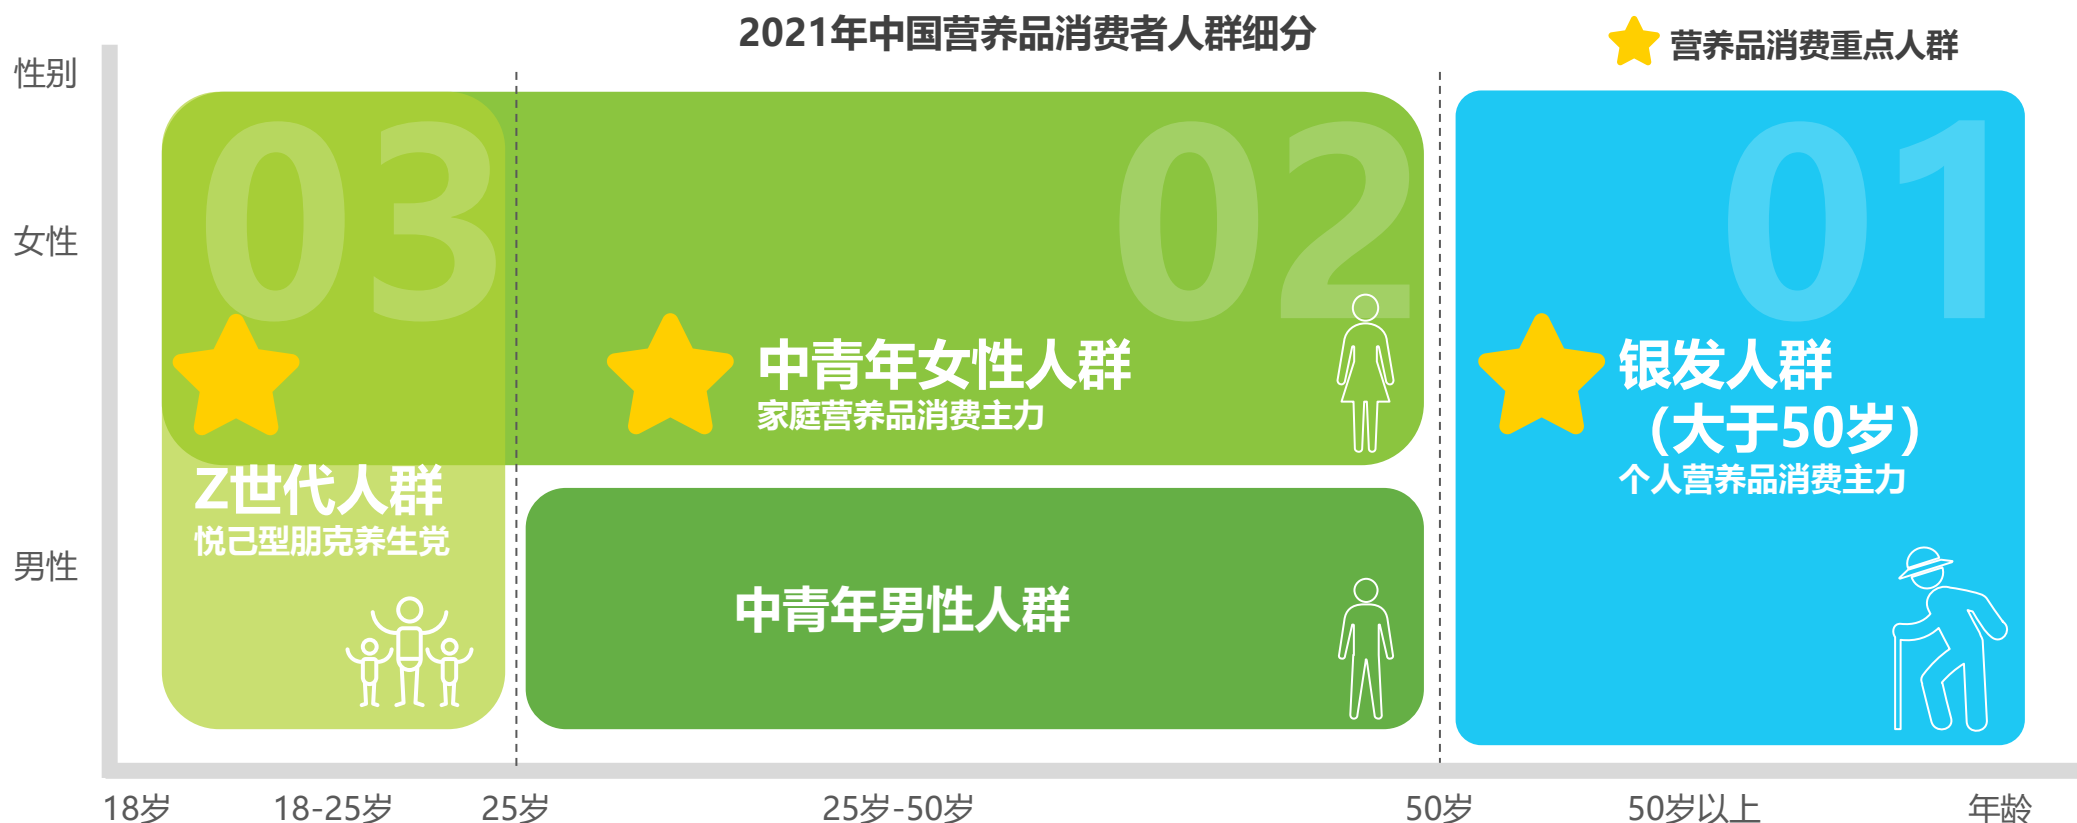 2021年中国营养品消费者人群细分
营养品消费重点人群
性别
女性
男性
03
02
01
中青年女性人群
家庭营养品消费主力
银发人群
(大于50岁)
个人营养品消费主力
Z世代人群
悦己型朋克养生党
中青年男性人群
18岁
18-25岁
25岁
25岁-50岁
50岁
50岁以上
年龄